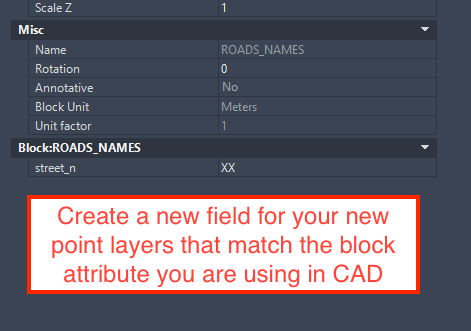 Scale Z 1
Misc
Name ROADS_NAMES
Rotation 0
Annotative No
Block Unit Meters
Unit factor 1
Block:ROADS_NAMES
street_n XX
Create a new field for your new
point layers that match the block
attribute you are using in CAD